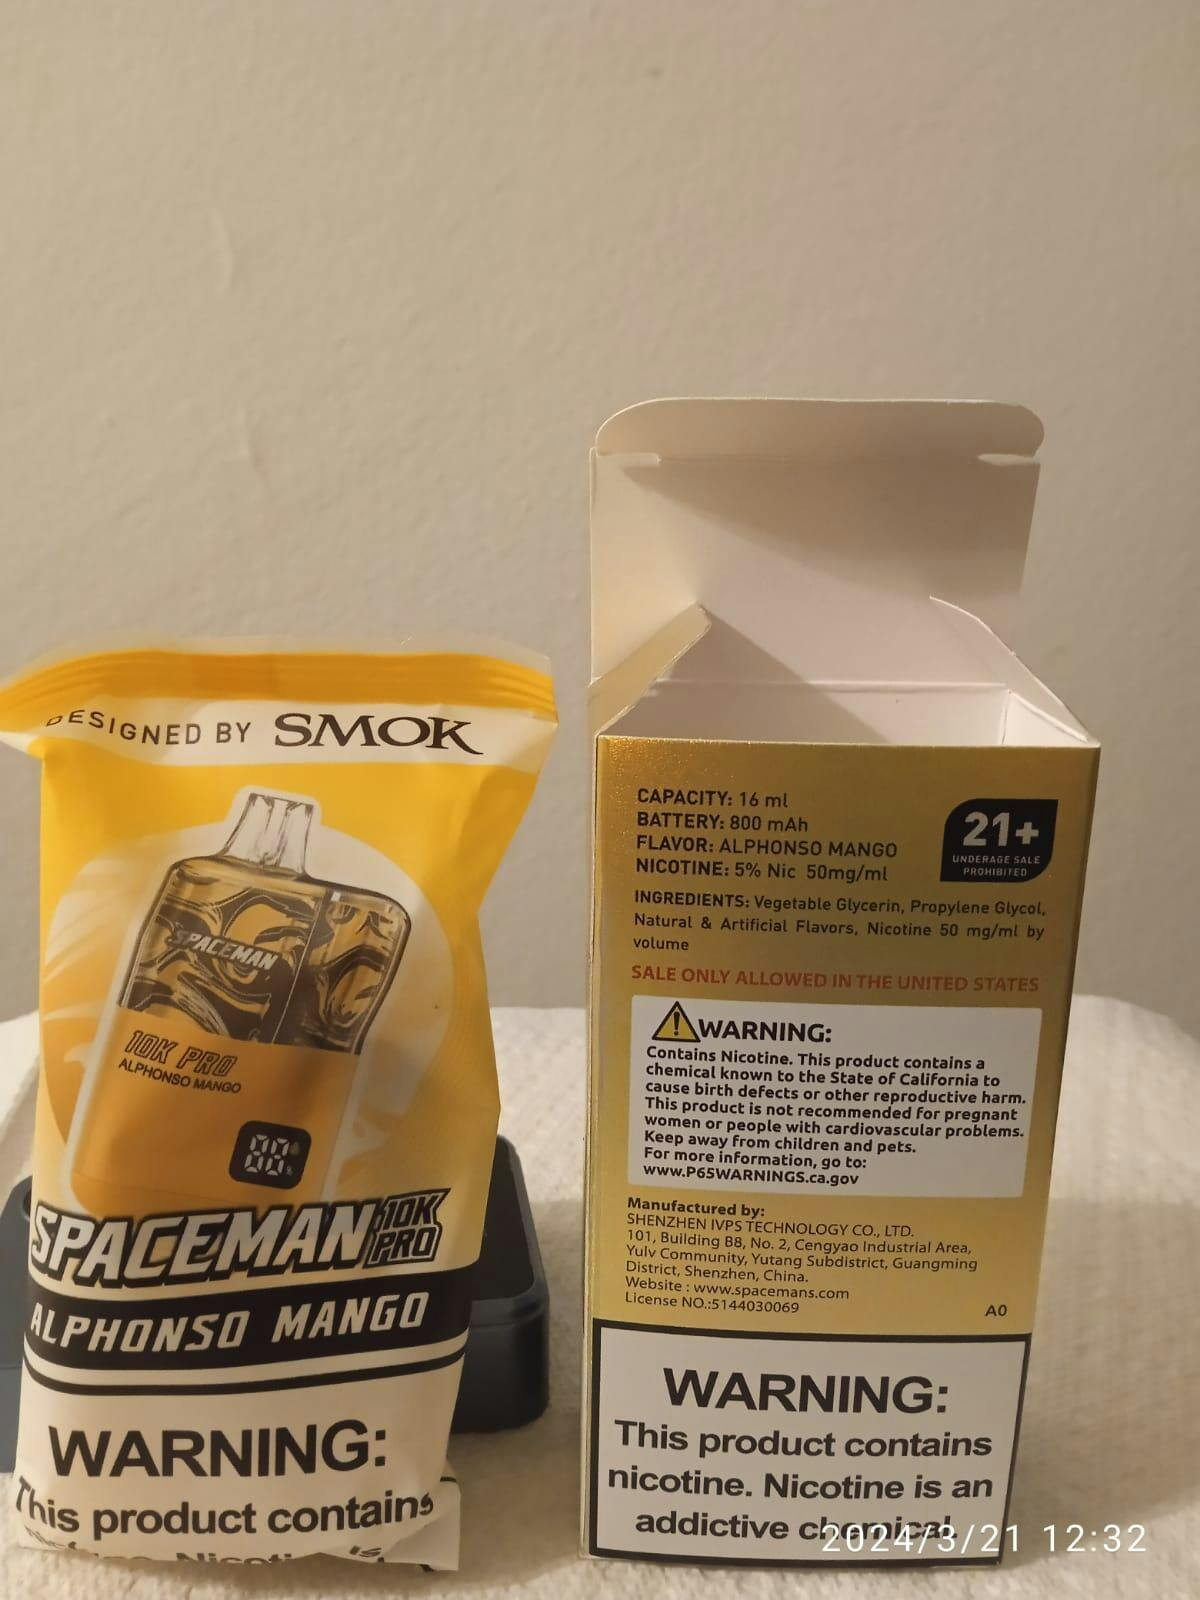 DESIGNED BY SMOK
SPACEMAN
10K PRO
ALPHONSO MANGO
88
SPACEMAN 10K PRO
ALPHONSO MANGO
WARNING:
This product contains
CAPACITY: 16 ml
BATTERY: 800 mAh
FLAVOR: ALPHONSO MANGO
NICOTINE: 5% Nic 50mg/ml
21+
UNDERAGE SALE
PROHIBITED
INGREDIENTS: Vegetable Glycerin, Propylene Glycol,
Natural & Artificial Flavors, Nicotine 50 mg/ml by
volume
SALE ONLY ALLOWED IN THE UNITED STATES
WARNING:
Contains Nicotine. This product contains a
chemical known to the State of California to
cause birth defects or other reproductive harm.
This product is not recommended for pregnant
women or people with cardiovascular problems.
Keep away from children and pets.
For more information, go to:
www.P65WARNINGS.ca.gov
Manufactured by:
SHENZHEN IVPS TECHNOLOGY CO., LTD.
101, Building B8, No. 2, Cengyao Industrial Area,
Yulv Community, Yutang Subdistrict, Guangming
District, Shenzhen, China.
Website : www.spacemans.com
License NO.:5144030069
A0
WARNING:
This product contains
nicotine. Nicotine is an
addictive chemical.
2024/3/21 12:32